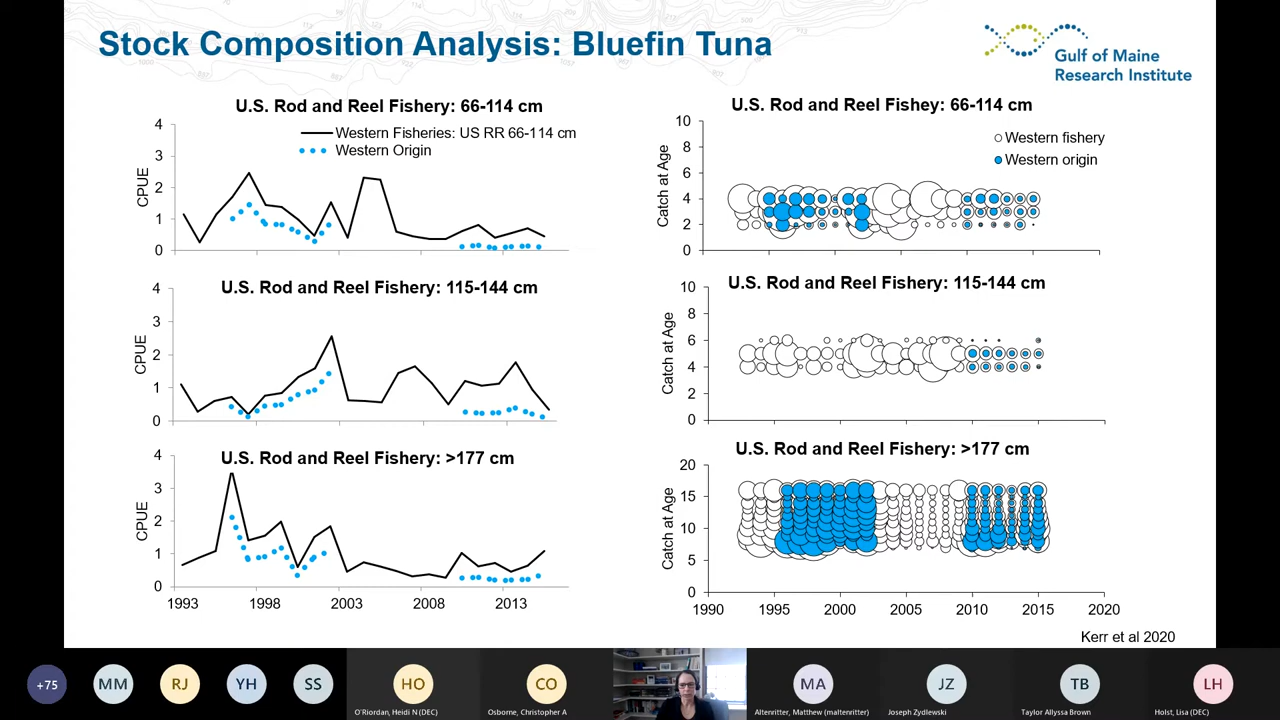 Stock Composition Analysis: Bluefin Tuna
Gulf of Maine
Research Institute
U.S. Rod and Reel Fishery: 66-114 cm
4
3
2
1
0
CPUE
Western Fisheries: US RR 66-114 cm
Western Origin
U.S. Rod and Reel Fishey: 66-114 cm
10
8
6
4
2
0
Catch at Age
Western fishery
Western origin
U.S. Rod and Reel Fishery: 115-144 cm
4
3
2
1
0
CPUE
U.S. Rod and Reel Fishery: 115-144 cm
10
8
6
4
2
0
Catch at Age
U.S. Rod and Reel Fishery: >177 cm
4
3
2
1
0
CPUE
1993 1998 2003 2008 2013
U.S. Rod and Reel Fishery: >177 cm
20
15
10
5
0
Catch at Age
1990 1995 2000 2005 2010 2015 2020
Kerr et al 2020
+75 MM RJ YH SS HO CO MA JZ TB LH
O'Riordan, Heidi N (DEC) Osborne, Christopher A Altenritter, Matthew (maltenritter) Joseph Zydlewski Taylor Allyssa Brown Holst, Lisa (DEC)